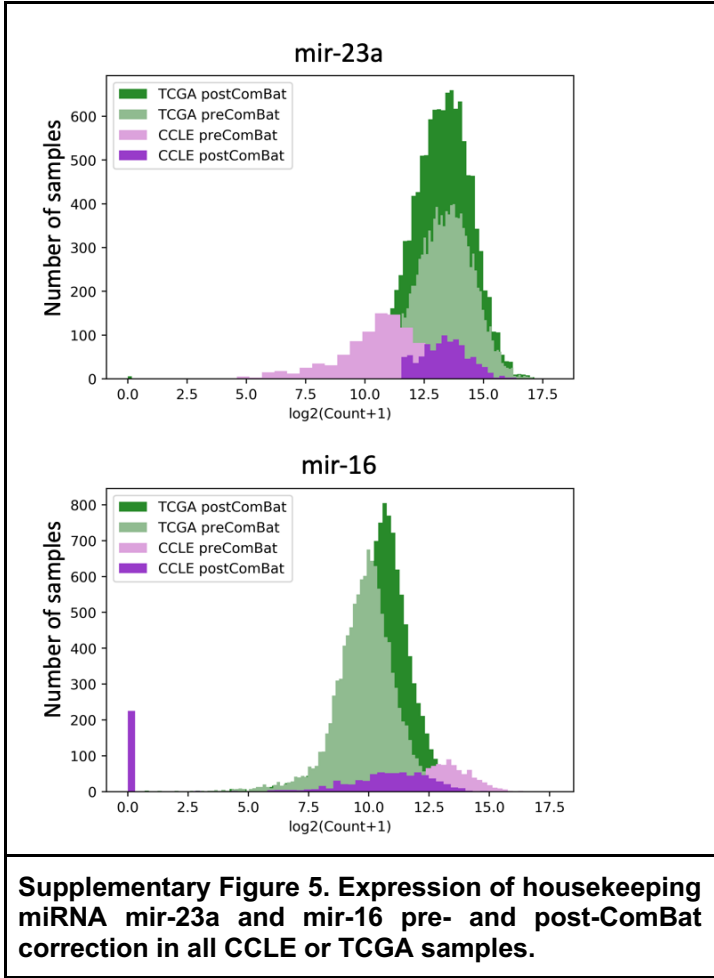 mir-23a
TCGA postComBat
TCGA preComBat
CCLE preComBat
CCLE postComBat
Number of samples
600
500
400
300
200
100
0
0.0 2.5 5.0 7.5 10.0 12.5 15.0 17.5
log2(Count+1)
mir-16
TCGA postComBat
TCGA preComBat
CCLE preComBat
CCLE postComBat
Number of samples
800
700
600
500
400
300
200
100
0
0.0 2.5 5.0 7.5 10.0 12.5 15.0 17.5
log2(Count+1)
Supplementary Figure 5. Expression of housekeeping
miRNA mir-23a and mir-16 pre- and post-ComBat
correction in all CCLE or TCGA samples.